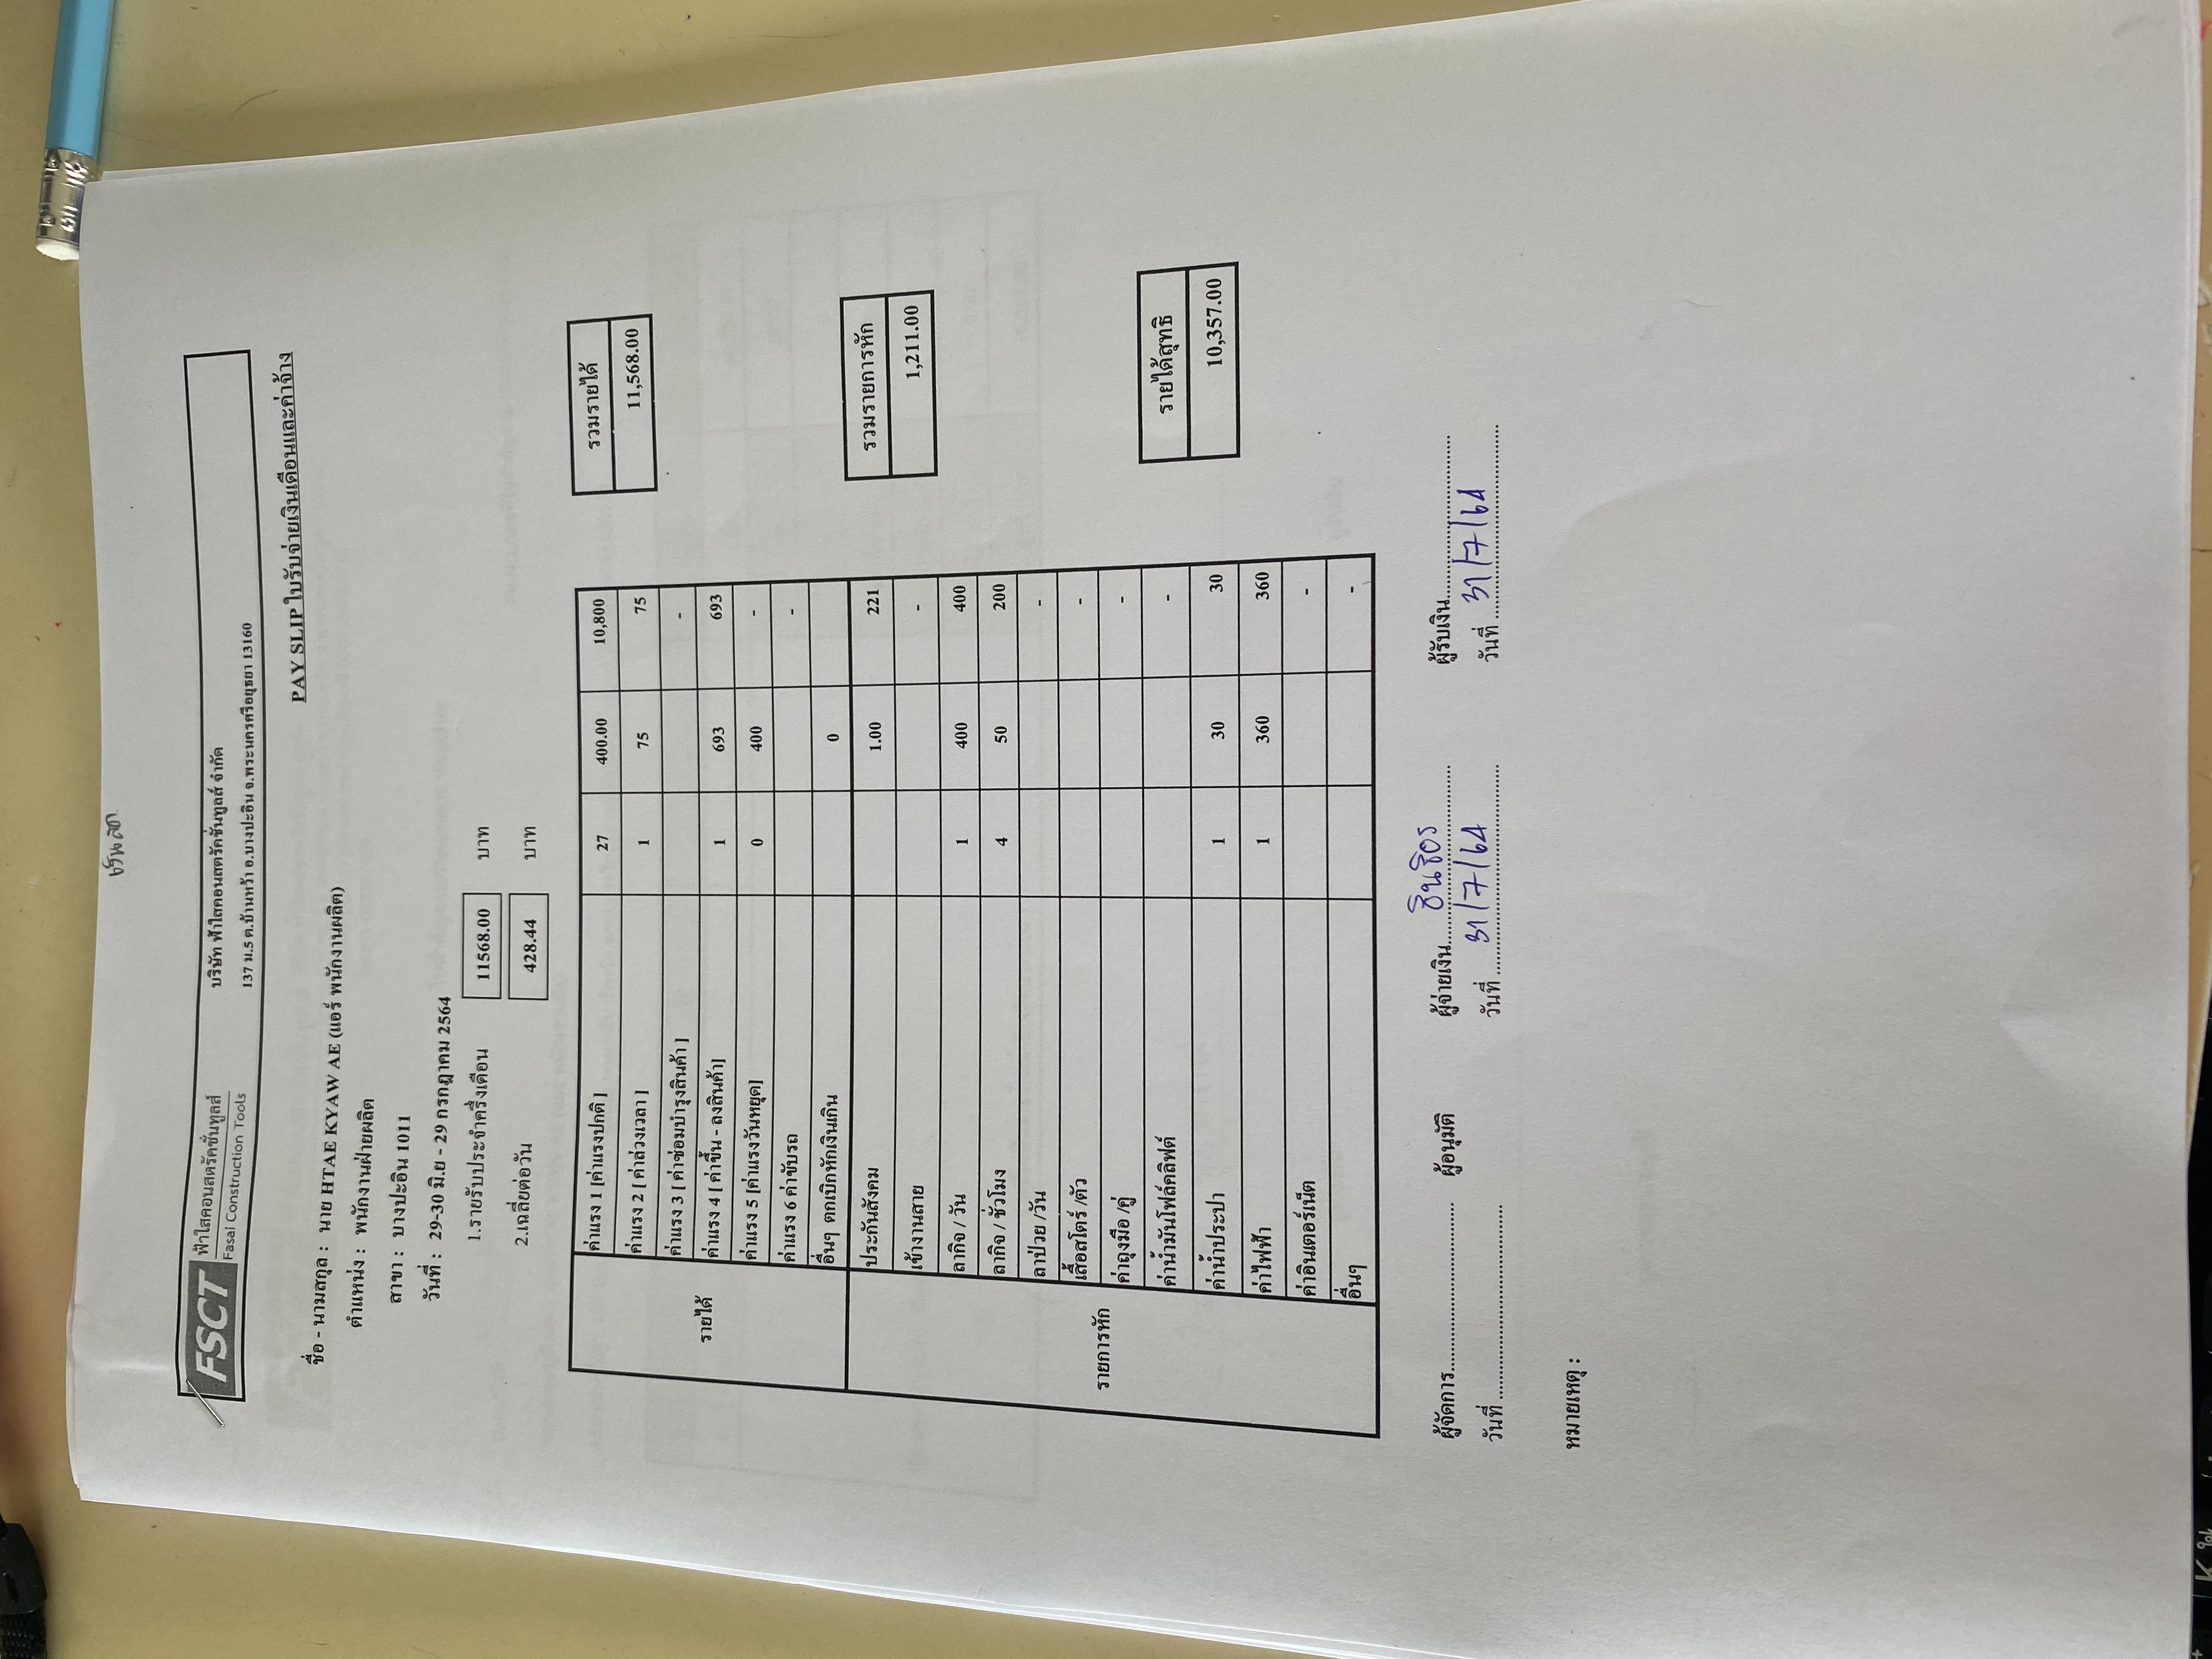 เงินสด
FSCT ฟ้าใสคอนสตรัคชั่นทูลส์
Fasai Construction Tools
บริษัท ฟ้าใสคอนสตรัคชั่นทูลส์ จำกัด
137 ม.5 ต.บ้านหว้า อ.บางปะอิน จ.พระนครศรีอยุธยา 13160
PAY SLIP ใบรับจ่ายเงินเดือนและค่าจ้าง
ชื่อ - นามสกุล : นาย HTAE KYAW AE (แอร์ พนักงานผลิต)
ตำแหน่ง : พนักงานฝ่ายผลิต
สาขา : บางปะอิน 1011
วันที่ : 29-30 มิ.ย - 29 กรกฎาคม 2564
1.รายรับประจำครึ่งเดือน 11568.00 บาท
2.เฉลี่ยต่อวัน 428.44 บาท
รายได้
ค่าแรง 1 [ค่าแรงปกติ ] 27 400.00 10,800
ค่าแรง 2 [ ค่าล่วงเวลา ] 1 75 75
ค่าแรง 3 [ ค่าซ่อมบำรุงสินค้า ] -
ค่าแรง 4 [ ค่าขึ้น - ลงสินค้า] 1 693 693
ค่าแรง 5 [ค่าแรงวันหยุด] 0 400 -
ค่าแรง 6 ค่าขับรถ -
อื่นๆ ตกเบิกหักเงินเกิน 0
รวมรายได้
11,568.00
รายการหัก
ประกันสังคม 1.00 221
เข้างานสาย -
ลากิจ / วัน 1 400 400
ลากิจ / ชั่วโมง 4 50 200
ลาป่วย /วัน -
เสื้อสโตร์ /ตัว -
ค่าถุงมือ /คู่ -
ค่าน้ำมันโฟล์คลิฟต์ -
ค่าน้ำประปา 1 30 30
ค่าไฟฟ้า 1 360 360
ค่าอินเตอร์เน็ต -
อื่นๆ -
รวมรายการหัก
1,211.00
รายได้สุทธิ
10,357.00
ผู้จัดการ................................ ผู้อนุมัติ ผู้จ่ายเงิน................................ ผู้รับเงิน................................
วันที่ ................................ วันที่ 31/7/64 วันที่ 31/7/64
หมายเหตุ :